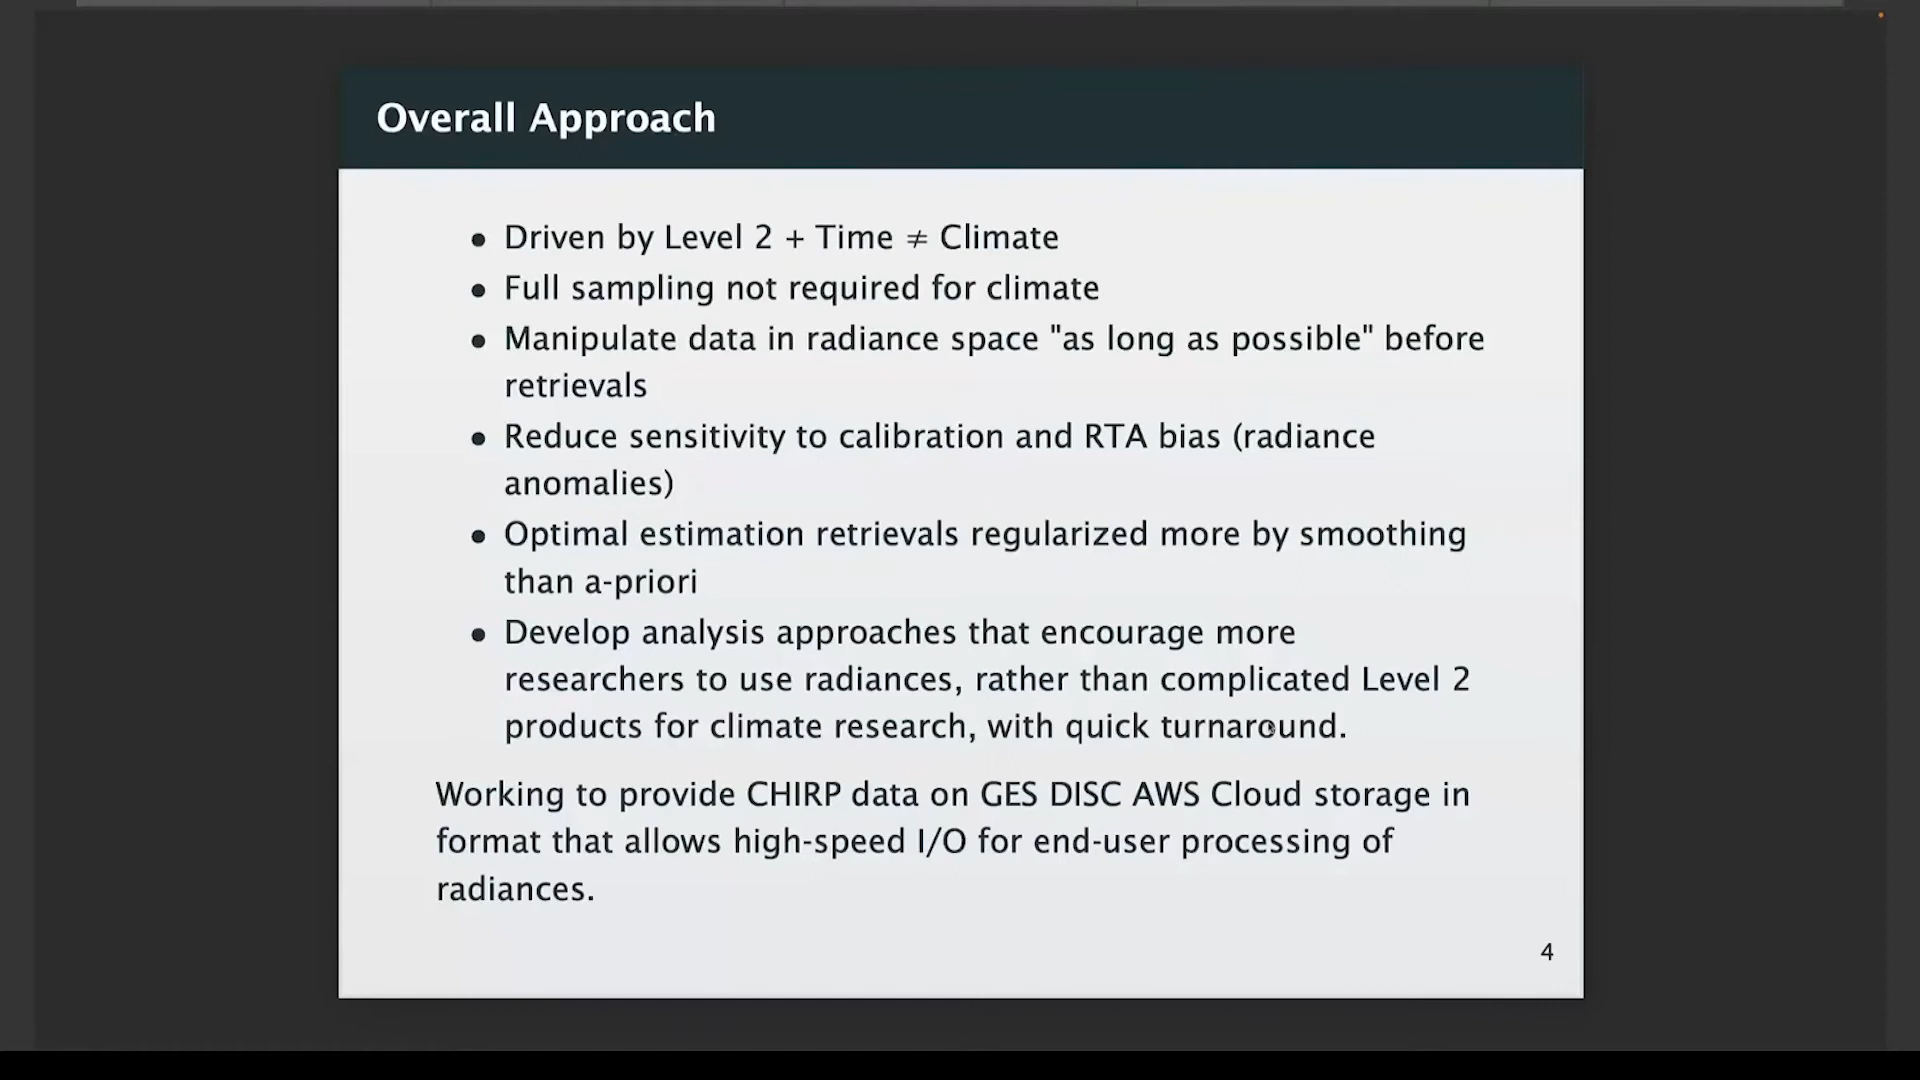 Overall Approach
• Driven by Level 2 + Time ≠ Climate
• Full sampling not required for climate
• Manipulate data in radiance space "as long as possible" before
retrievals
• Reduce sensitivity to calibration and RTA bias (radiance
anomalies)
• Optimal estimation retrievals regularized more by smoothing
than a-priori
• Develop analysis approaches that encourage more
researchers to use radiances, rather than complicated Level 2
products for climate research, with quick turnaround.
Working to provide CHIRP data on GES DISC AWS Cloud storage in
format that allows high-speed I/O for end-user processing of
radiances.
4